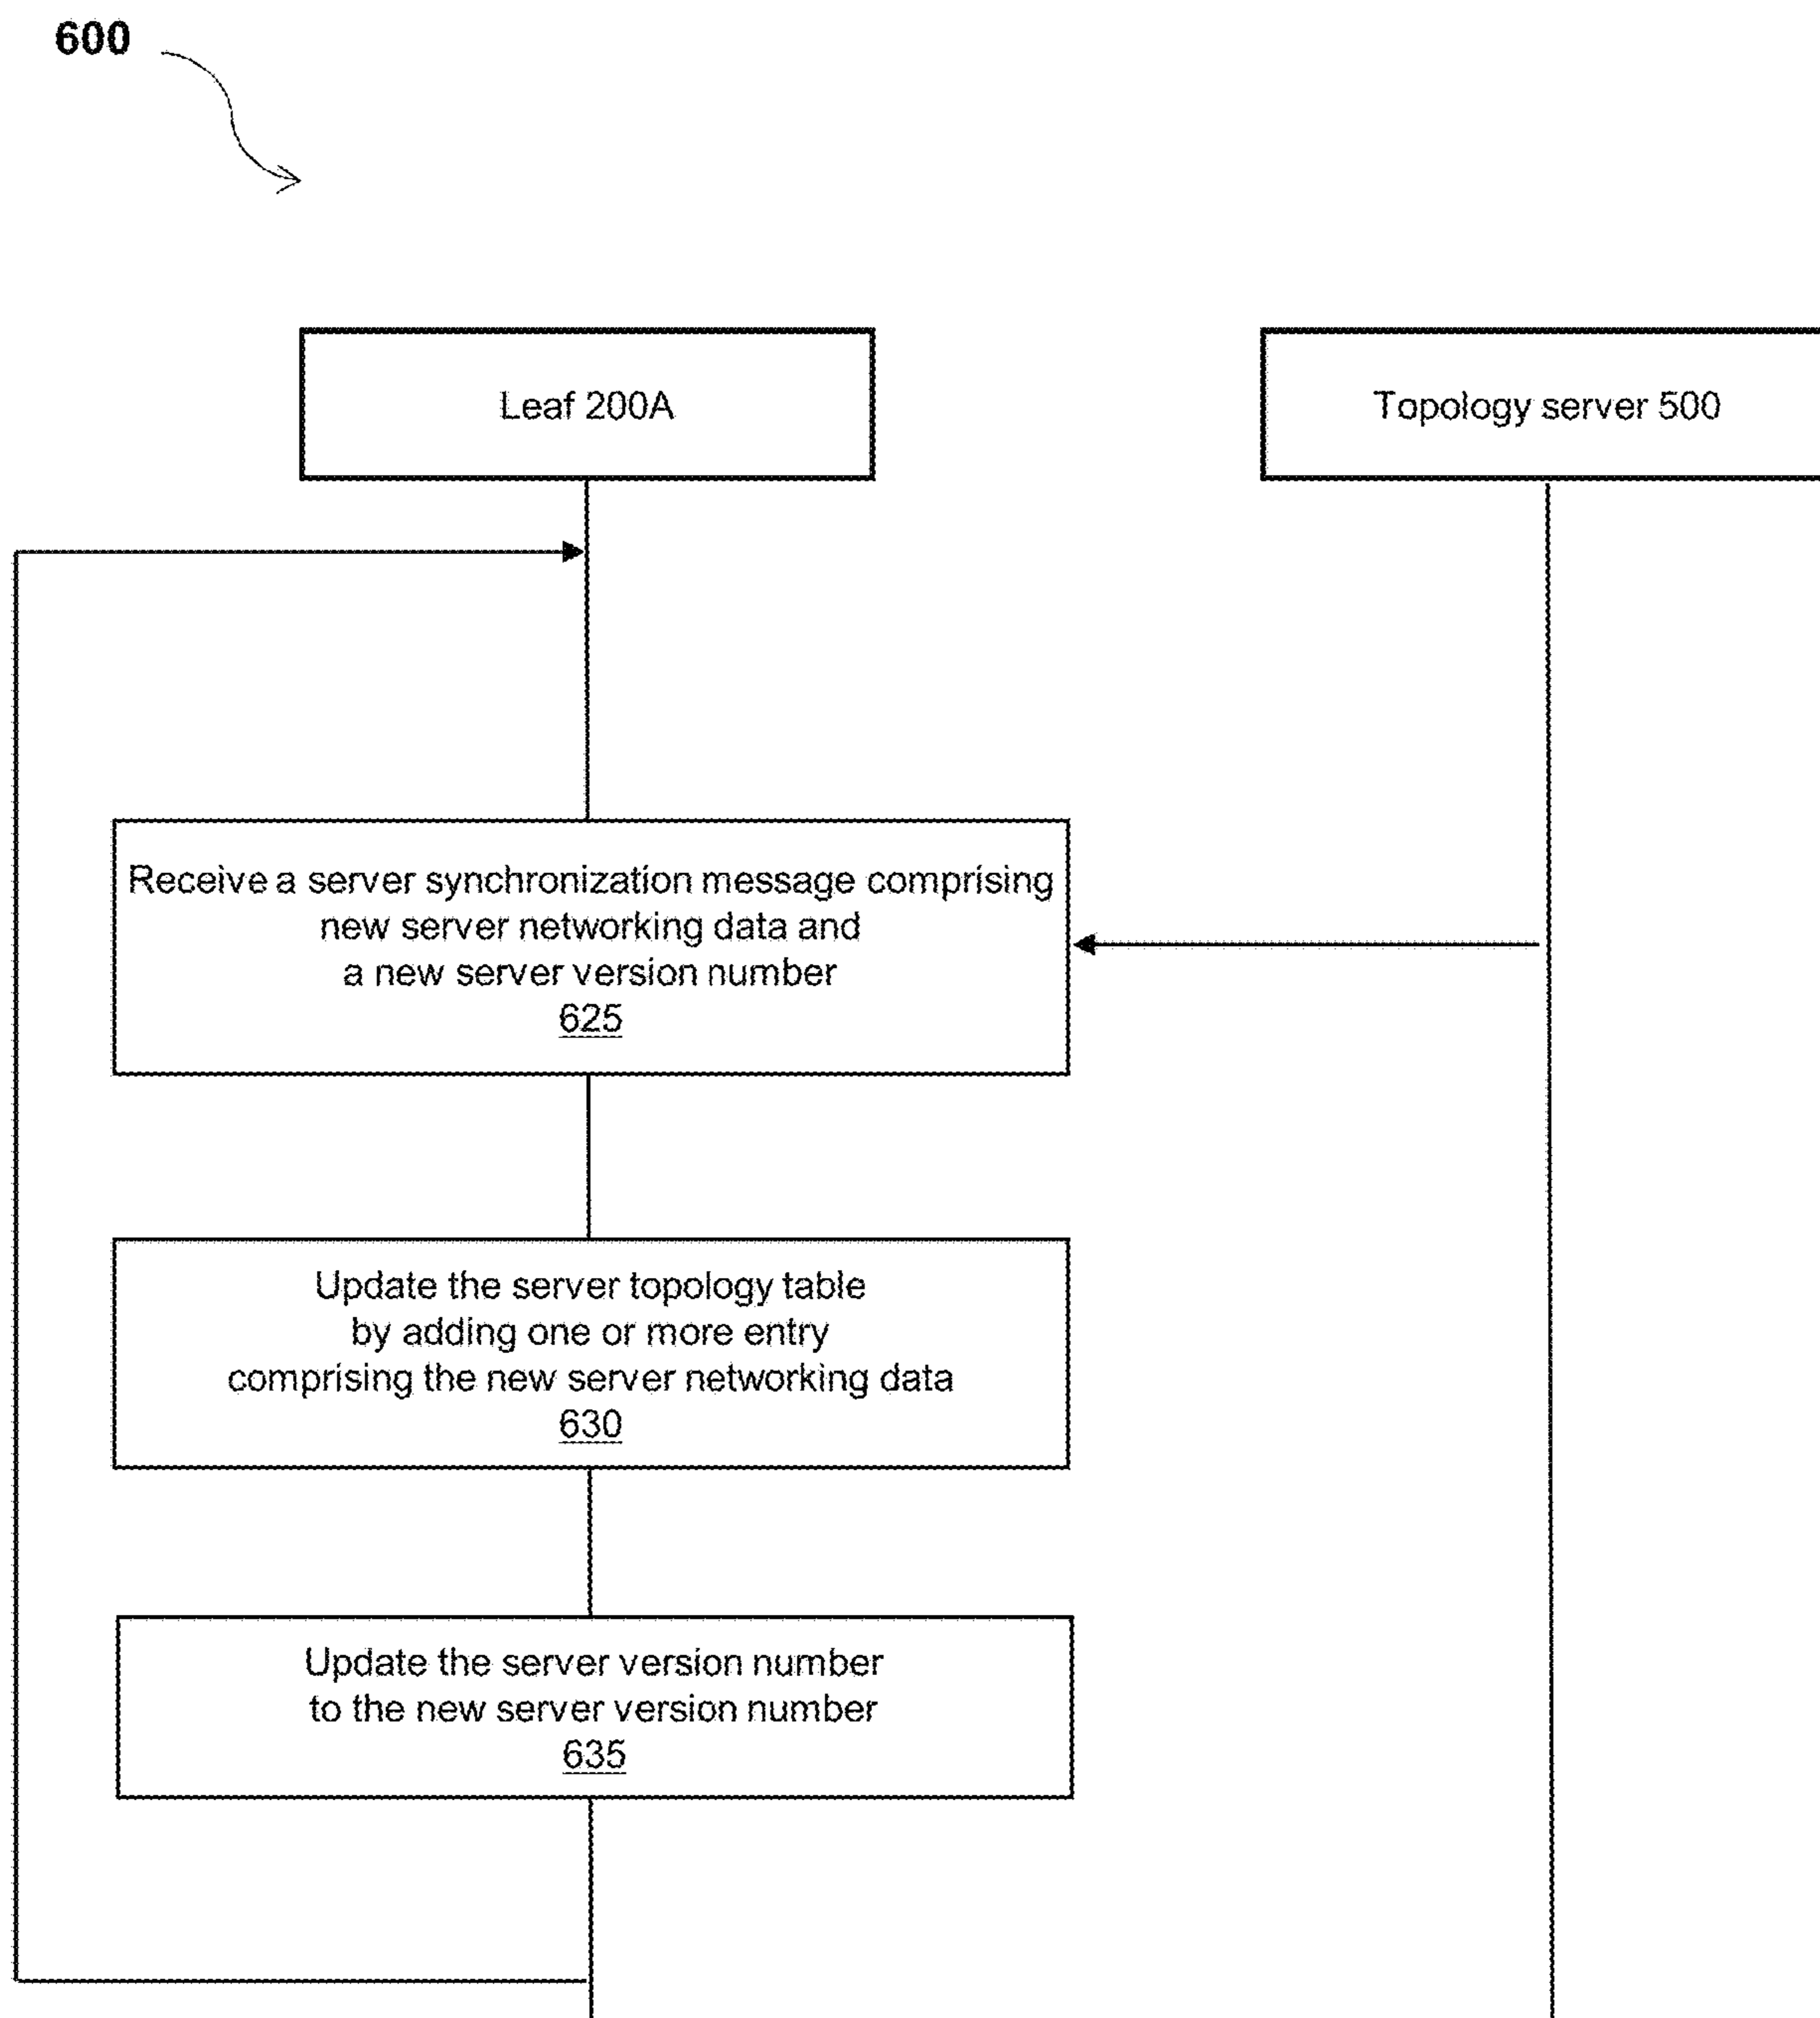 600
Leaf 200A
Topology server 500
Receive a server synchronization message comprising
new server networking data and
a new server version number
625
Update the server topology table
by adding one or more entry
comprising the new server networking data
630
Update the server version number
to the new server version number
635